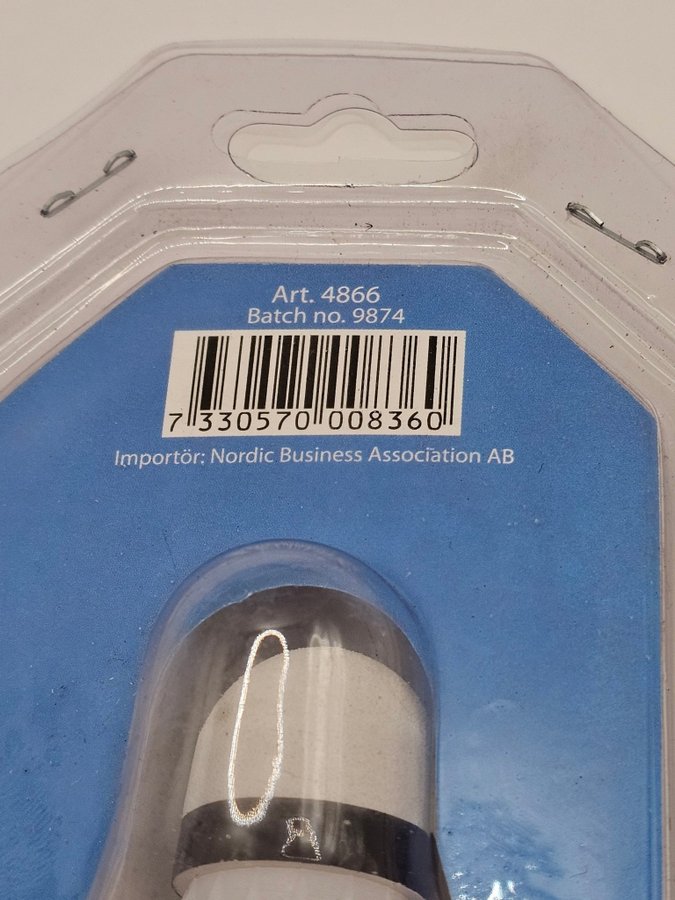 Art. 4866
Batch no. 9874
7 330570 008360
Importör: Nordic Business Association AB